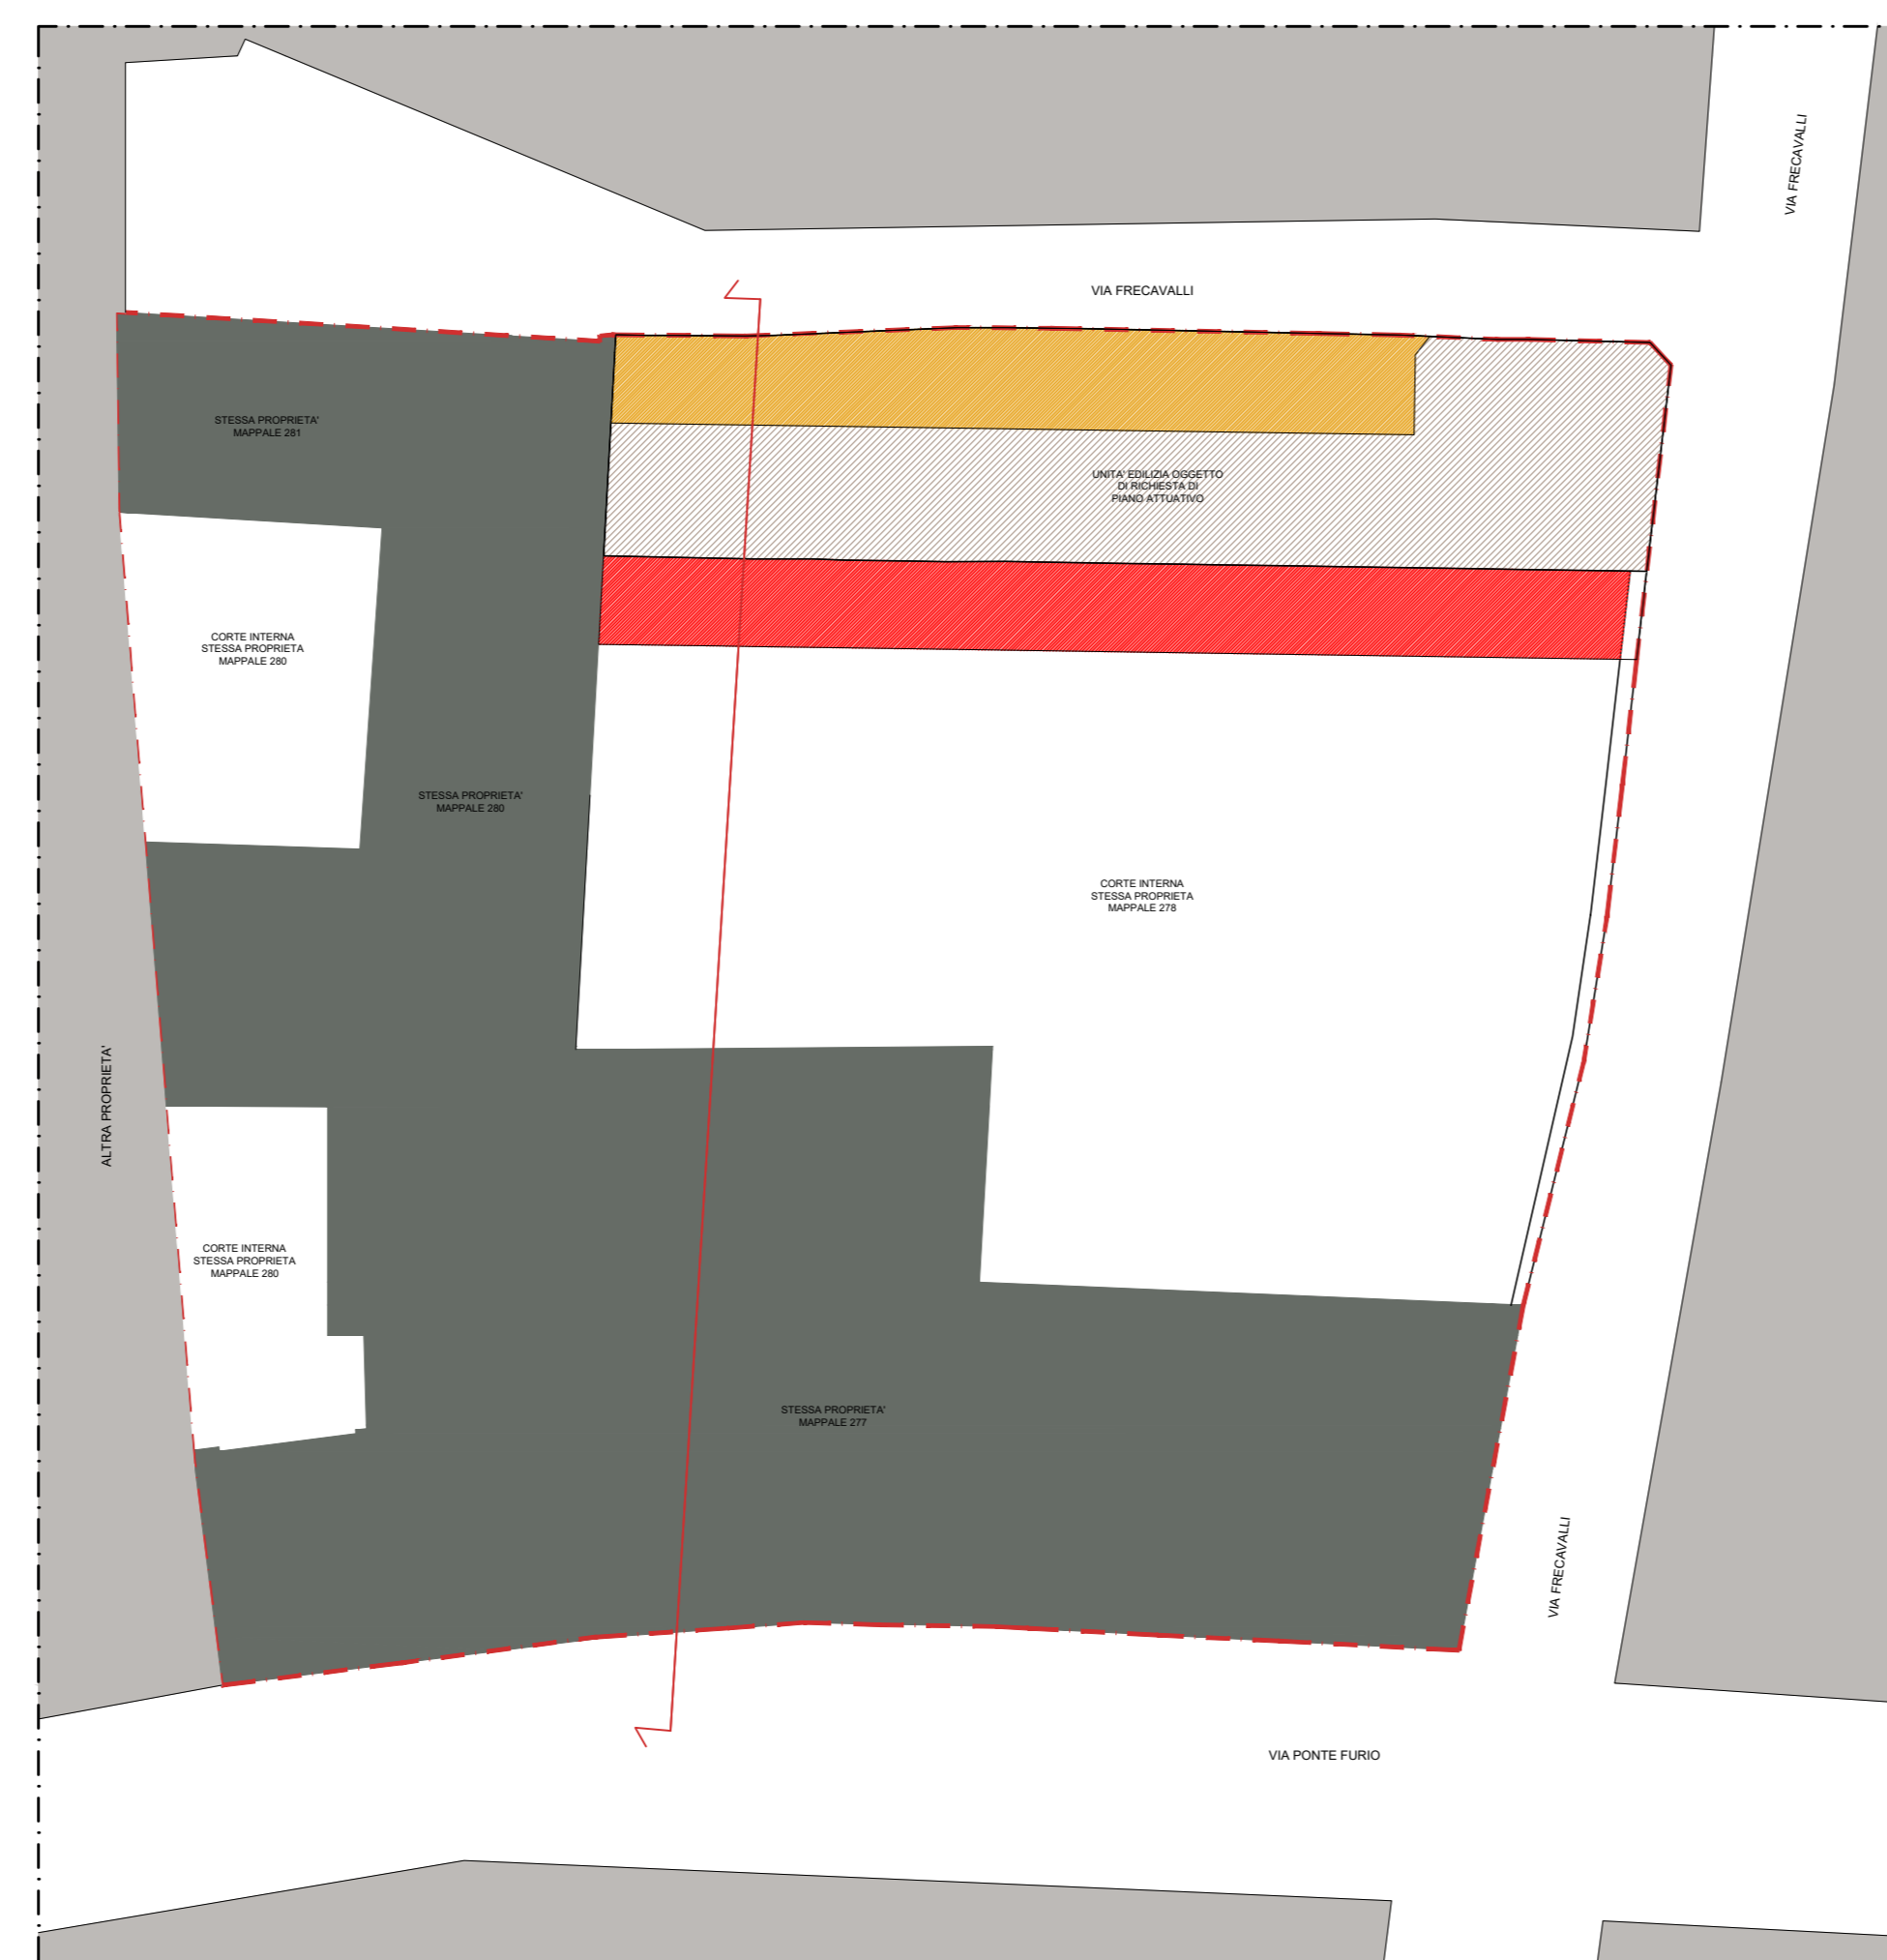 VIA FRECAVALLI
VIA FRECAVALLI
STESSA PROPRIETA'
MAPPALE 281
UNITA' EDILIZIA OGGETTO
DI RICHIESTA DI
PIANO ATTUATIVO
CORTE INTERNA
STESSA PROPRIETA
MAPPALE 280
STESSA PROPRIETA'
MAPPALE 280
CORTE INTERNA
STESSA PROPRIETA
MAPPALE 278
ALTRA PROPRIETA'
CORTE INTERNA
STESSA PROPRIETA
MAPPALE 280
STESSA PROPRIETA'
MAPPALE 277
VIA FRECAVALLI
VIA PONTE FURIO